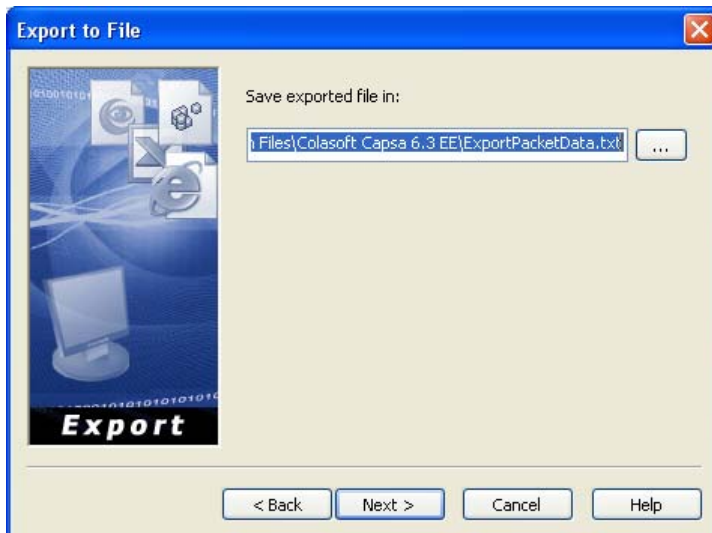 Export to File
Save exported file in:
Files\Colasoft Capsa 6.3 EE\ExportPacketData.txt
...
Export
< Back
Next >
Cancel
Help